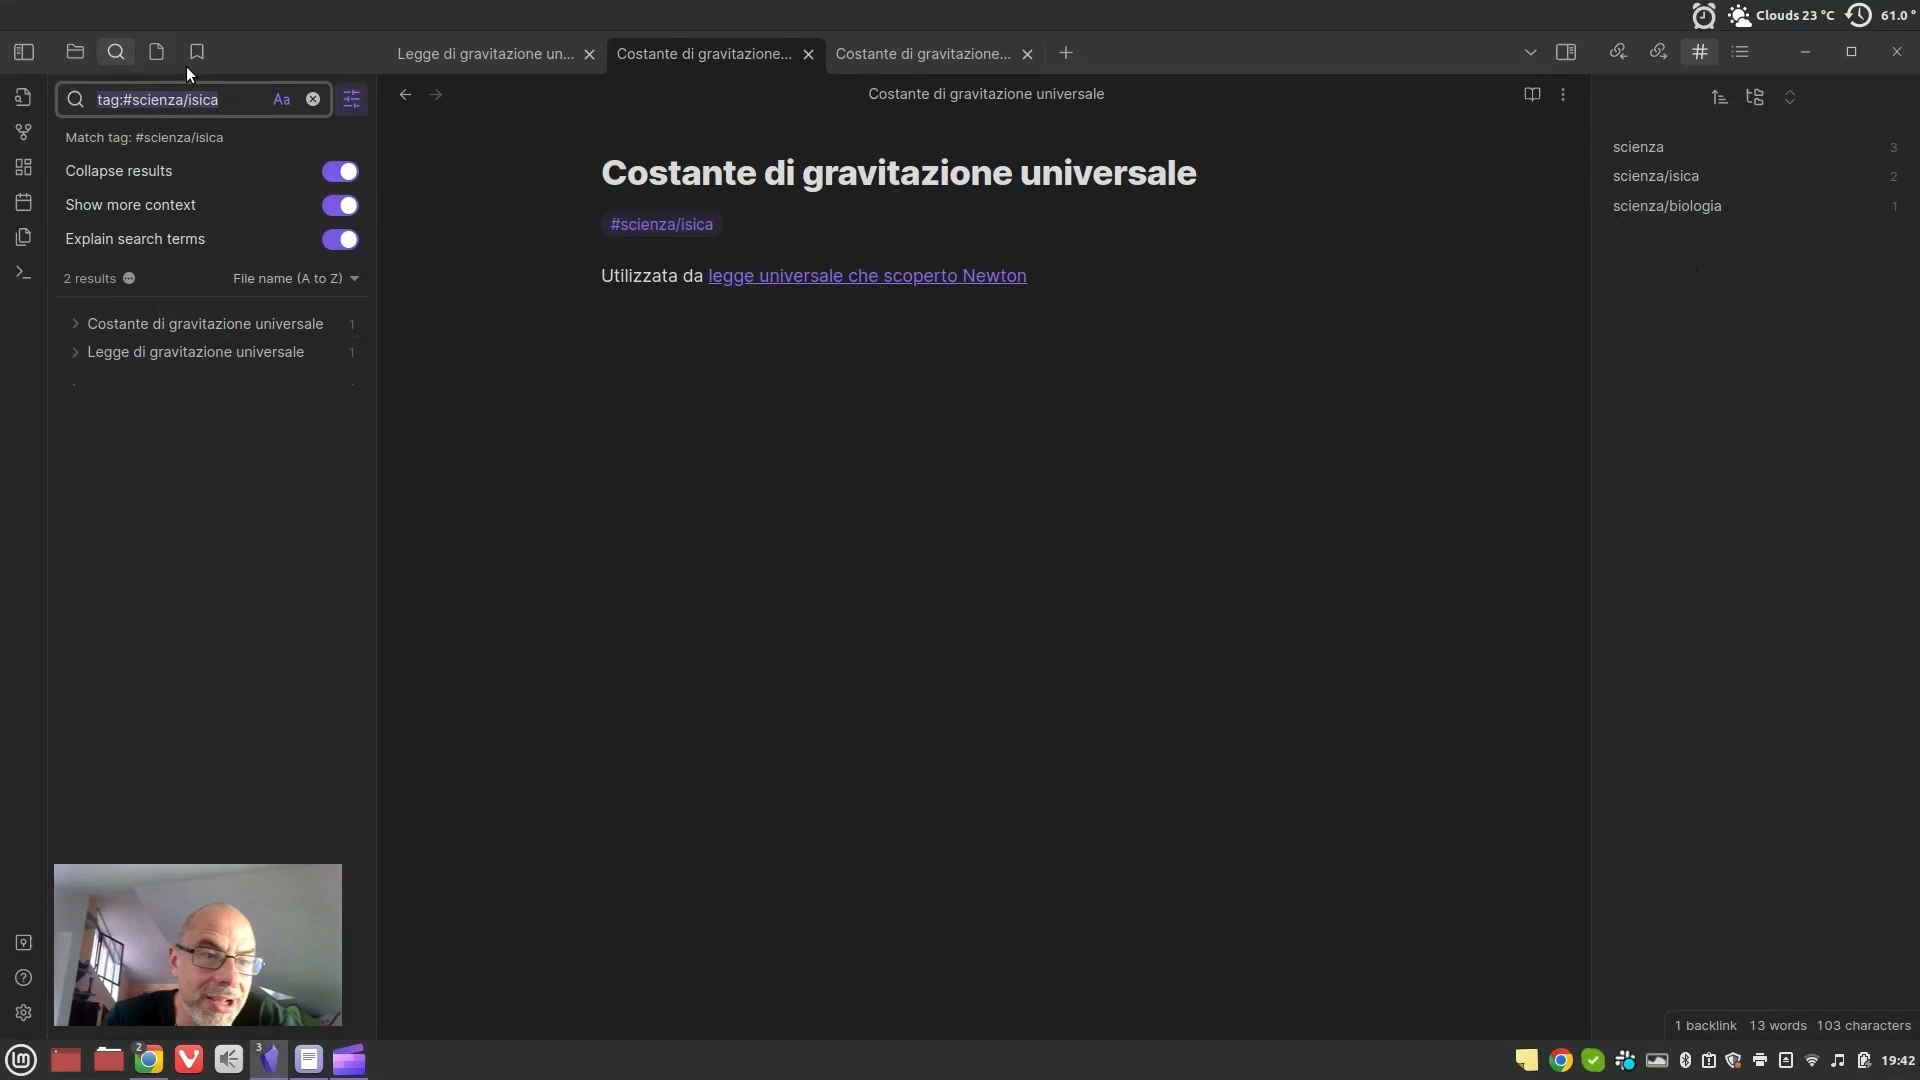 Clouds 23 °C
61.0 °
Legge di gravitazione un...
Costante di gravitazione...
Costante di gravitazione...
tag:#scienza/isica
Aa
Costante di gravitazione universale
Match tag: #scienza/isica
Collapse results
Show more context
Explain search terms
2 results
File name (A to Z)
Costante di gravitazione universale 1
Legge di gravitazione universale 1
Costante di gravitazione universale
#scienza/isica
Utilizzata da legge universale che scoperto Newton
scienza 3
scienza/isica 2
scienza/biologia 1
1 backlink 13 words 103 characters
2
3
19:42